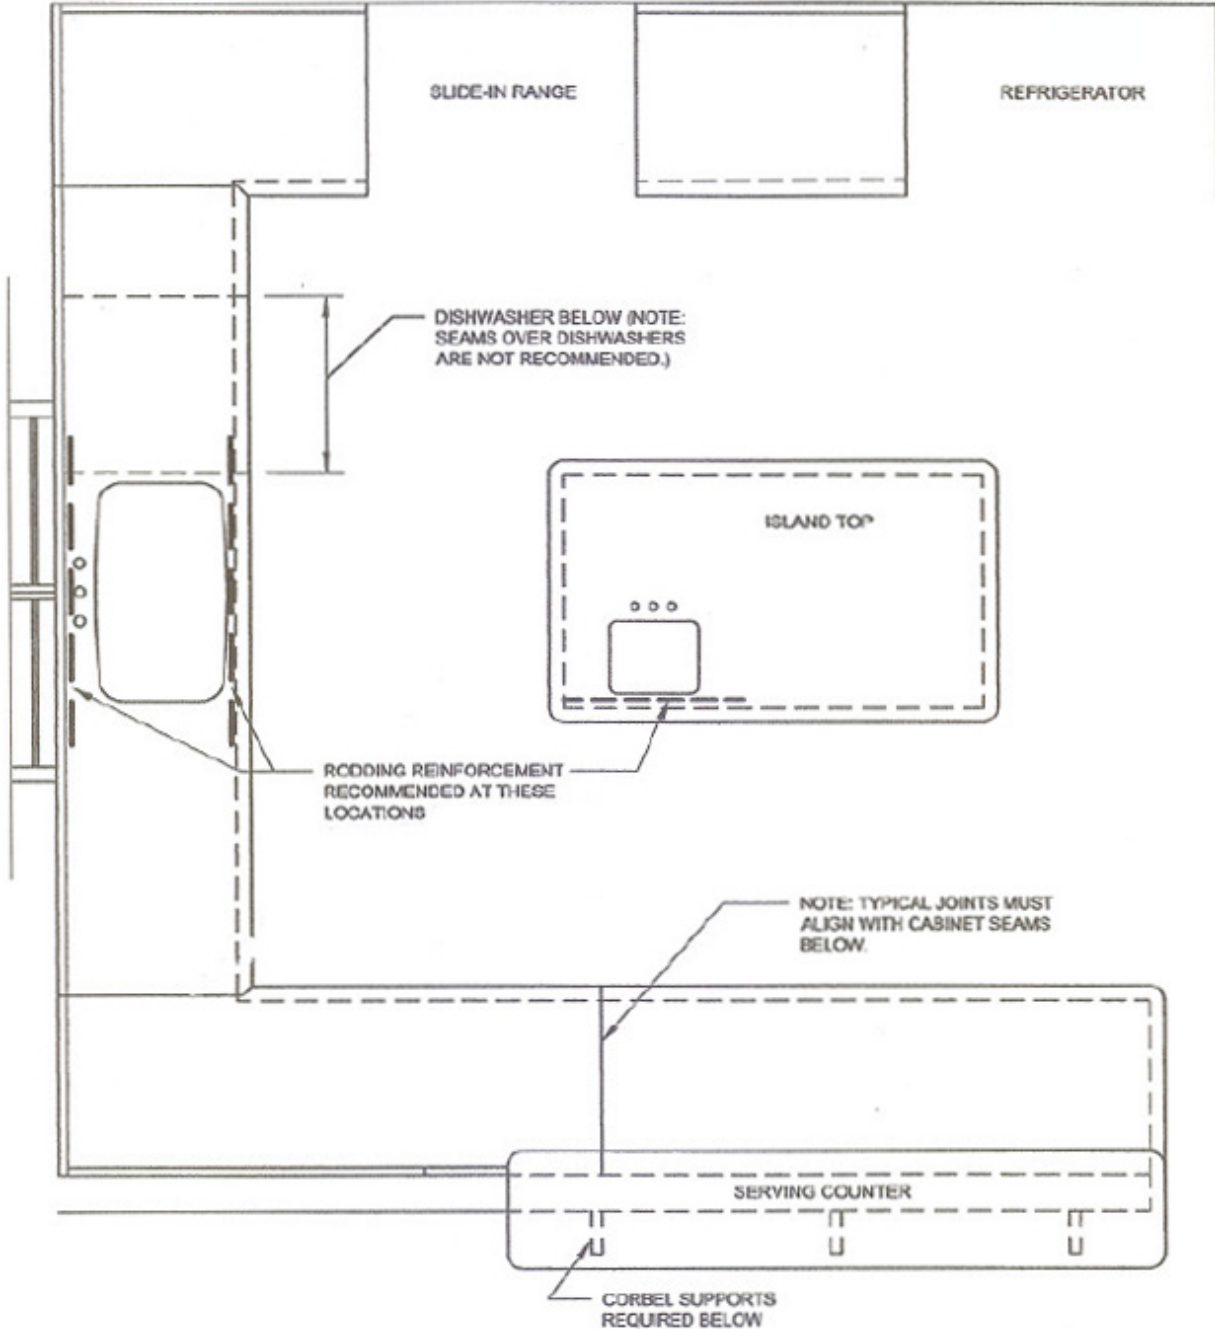 SLIDE-IN RANGE
REFRIGERATOR
DISHWASHER BELOW (NOTE:
SEAMS OVER DISHWASHERS
ARE NOT RECOMMENDED.)
ISLAND TOP
RODDING REINFORCEMENT
RECOMMENDED AT THESE
LOCATIONS
NOTE: TYPICAL JOINTS MUST
ALIGN WITH CABINET SEAMS
BELOW.
SERVING COUNTER
CORBEL SUPPORTS
REQUIRED BELOW